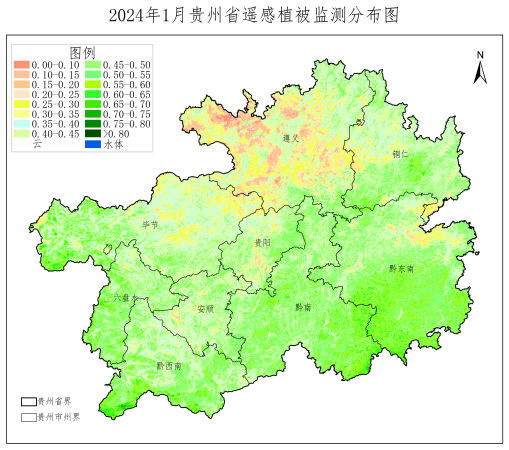 2024年1月贵州省遥感植被监测分布图
N
图例
0.00-0.10 0.45-0.50
0.10-0.15 0.50-0.55
0.15-0.20 0.55-0.60
0.20-0.25 0.60-0.65
0.25-0.30 0.65-0.70
0.30-0.35 0.70-0.75
0.35-0.40 0.75-0.80
0.40-0.45 >0.80
云 水体
遵义
铜仁
毕节
贵阳
黔东南
六盘水
安顺
黔南
黔西南
贵州省界
贵州市州界